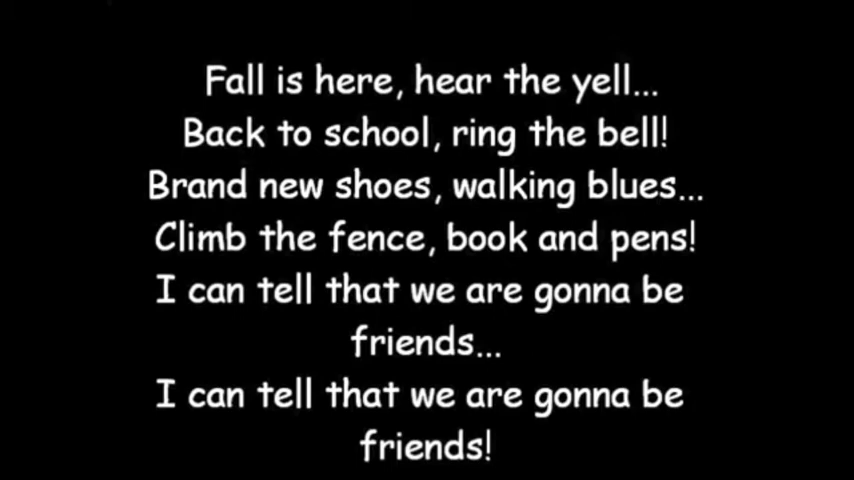 Fall is here, hear the yell...
Back to school, ring the bell!
Brand new shoes, walking blues...
Climb the fence, book and pens!
I can tell that we are gonna be
friends...
I can tell that we are gonna be
friends!